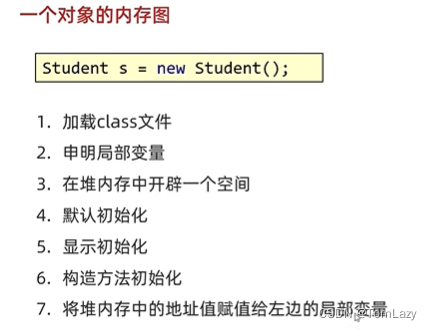 一个对象的内存图
Student s = new Student();
1. 加载class文件
2. 申明局部变量
3. 在堆内存中开辟一个空间
4. 默认初始化
5. 显示初始化
6. 构造方法初始化
7. 将堆内存中的地址值赋值给左边的局部变量
TomLazy